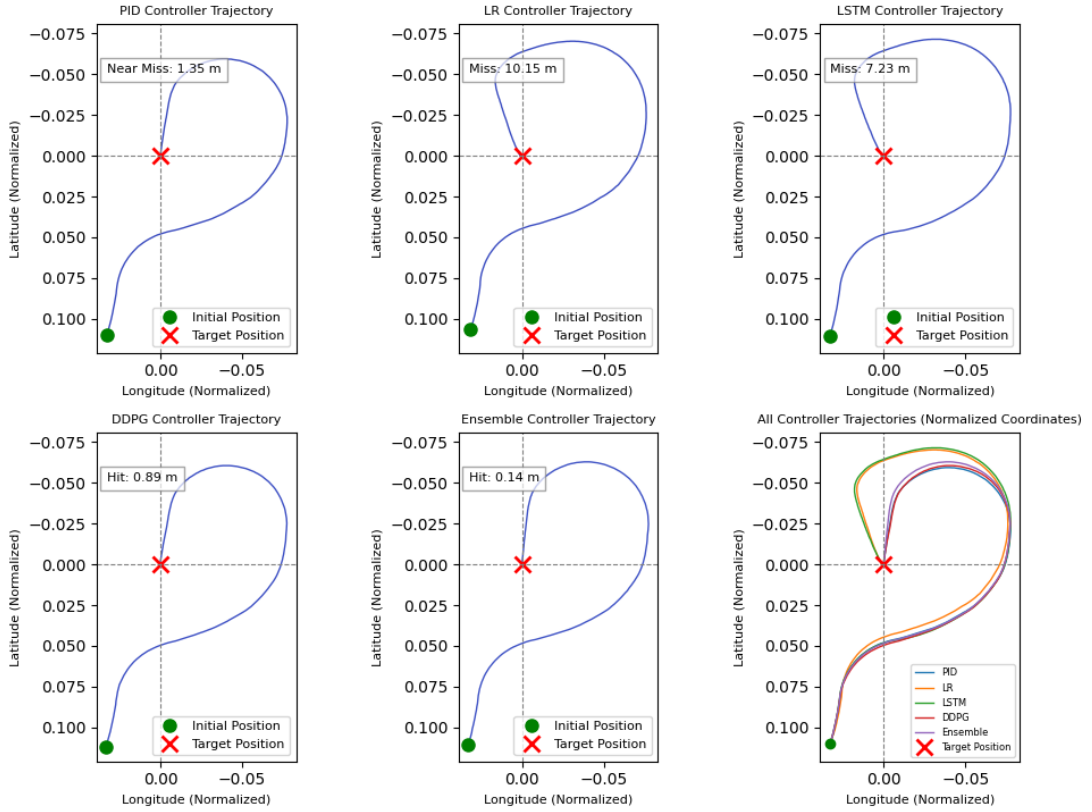 PID Controller Trajectory
−0.075
−0.050
−0.025
0.000
0.025
0.050
0.075
0.100
Latitude (Normalized)
Near Miss: 1.35 m
Initial Position
Target Position
0.00
−0.05
Longitude (Normalized)
LR Controller Trajectory
−0.075
−0.050
−0.025
0.000
0.025
0.050
0.075
0.100
Latitude (Normalized)
Miss: 10.15 m
Initial Position
Target Position
0.00
−0.05
Longitude (Normalized)
LSTM Controller Trajectory
−0.075
−0.050
−0.025
0.000
0.025
0.050
0.075
0.100
Latitude (Normalized)
Miss: 7.23 m
Initial Position
Target Position
0.00
−0.05
Longitude (Normalized)
DDPG Controller Trajectory
−0.075
−0.050
−0.025
0.000
0.025
0.050
0.075
0.100
Latitude (Normalized)
Hit: 0.89 m
Initial Position
Target Position
0.00
−0.05
Longitude (Normalized)
Ensemble Controller Trajectory
−0.075
−0.050
−0.025
0.000
0.025
0.050
0.075
0.100
Latitude (Normalized)
Hit: 0.14 m
Initial Position
Target Position
0.00
−0.05
Longitude (Normalized)
All Controller Trajectories (Normalized Coordinates)
−0.075
−0.050
−0.025
0.000
0.025
0.050
0.075
0.100
Latitude (Normalized)
PID
LR
LSTM
DDPG
Ensemble
Target Position
0.00
−0.05
Longitude (Normalized)